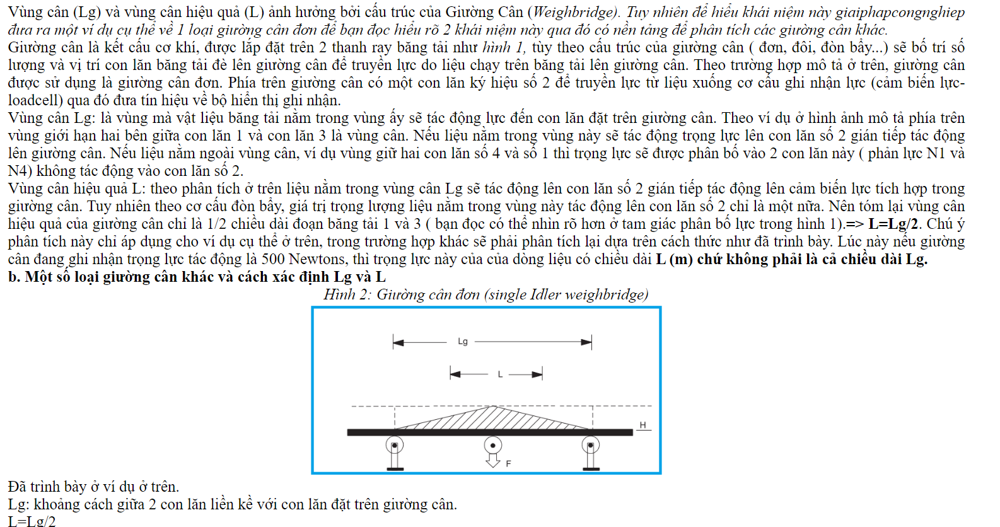 Vùng cân (Lg) và vùng cân hiệu quả (L) ảnh hưởng bởi cấu trúc của Giường Cân (Weighbridge). Tuy nhiên để hiểu khái niệm này giaiphapcongnghiep
đưa ra một ví dụ cụ thể về 1 loại giường cân đơn để bạn đọc hiểu rõ 2 khái niệm này qua đó có nền tảng để phân tích các giường cân khác.
Giường cân là kết cấu cơ khí, được lắp đặt trên 2 thanh ray băng tải như hình 1, tùy theo cấu trúc của giường cân ( đơn, đôi, đòn bẩy...) sẽ bố trí số
lượng và vị trí con lăn băng tải đè lên giường cân để truyền lực do liệu chạy trên băng tải lên giường cân. Theo trường hợp mô tả ở trên, giường cân
được sử dụng là giường cân đơn. Phía trên giường cân có một con lăn ký hiệu số 2 để truyền lực từ liệu xuống cơ cấu ghi nhận lực (cảm biến lực-
loadcell) qua đó đưa tín hiệu về bộ hiển thị ghi nhận.
Vùng cân Lg: là vùng mà vật liệu băng tải nằm trong vùng ấy sẽ tác động lực đến con lăn đặt trên giường cân. Theo ví dụ ở hình ảnh mô tả phía trên
vùng giới hạn hai bên giữa con lăn 1 và con lăn 3 là vùng cân. Nếu liệu nằm trong vùng này sẽ tác động trọng lực lên con lăn số 2 gián tiếp tác động
lên giường cân. Nếu liệu nằm ngoài vùng cân, ví dụ vùng giữ hai con lăn số 4 và số 1 thì trọng lực sẽ được phân bố vào 2 con lăn này ( phản lực N1 và
N4) không tác động vào con lăn số 2.
Vùng cân hiệu quả L: theo phân tích ở trên liệu nằm trong vùng cân Lg sẽ tác động lên con lăn số 2 gián tiếp tác động lên cảm biến lực tích hợp trong
giường cân. Tuy nhiên theo cơ cấu đòn bẩy, giá trị trọng lượng liệu nằm trong vùng này tác động lên con lăn số 2 chỉ là một nữa. Nên tóm lại vùng cân
hiệu quả của giường cân chỉ là 1/2 chiều dài đoạn băng tải 1 và 3 ( bạn đọc có thể nhìn rõ hơn ở tam giác phân bố lực trong hình 1).=> L=Lg/2. Chú ý
phân tích này chỉ áp dụng cho ví dụ cụ thể ở trên, trong trường hợp khác sẽ phải phân tích lại dựa trên cách thức như đã trình bày. Lúc này nếu giường
cân đang ghi nhận trọng lực tác động là 500 Newtons, thì trọng lực này của của dòng liệu có chiều dài L (m) chứ không phải là cả chiều dài Lg.
b. Một số loại giường cân khác và cách xác định Lg và L
Hình 2: Giường cân đơn (single Idler weighbridge)
Lg
L
H
F
Đã trình bày ở ví dụ ở trên.
Lg: khoảng cách giữa 2 con lăn liền kề với con lăn đặt trên giường cân.
L=Lg/2